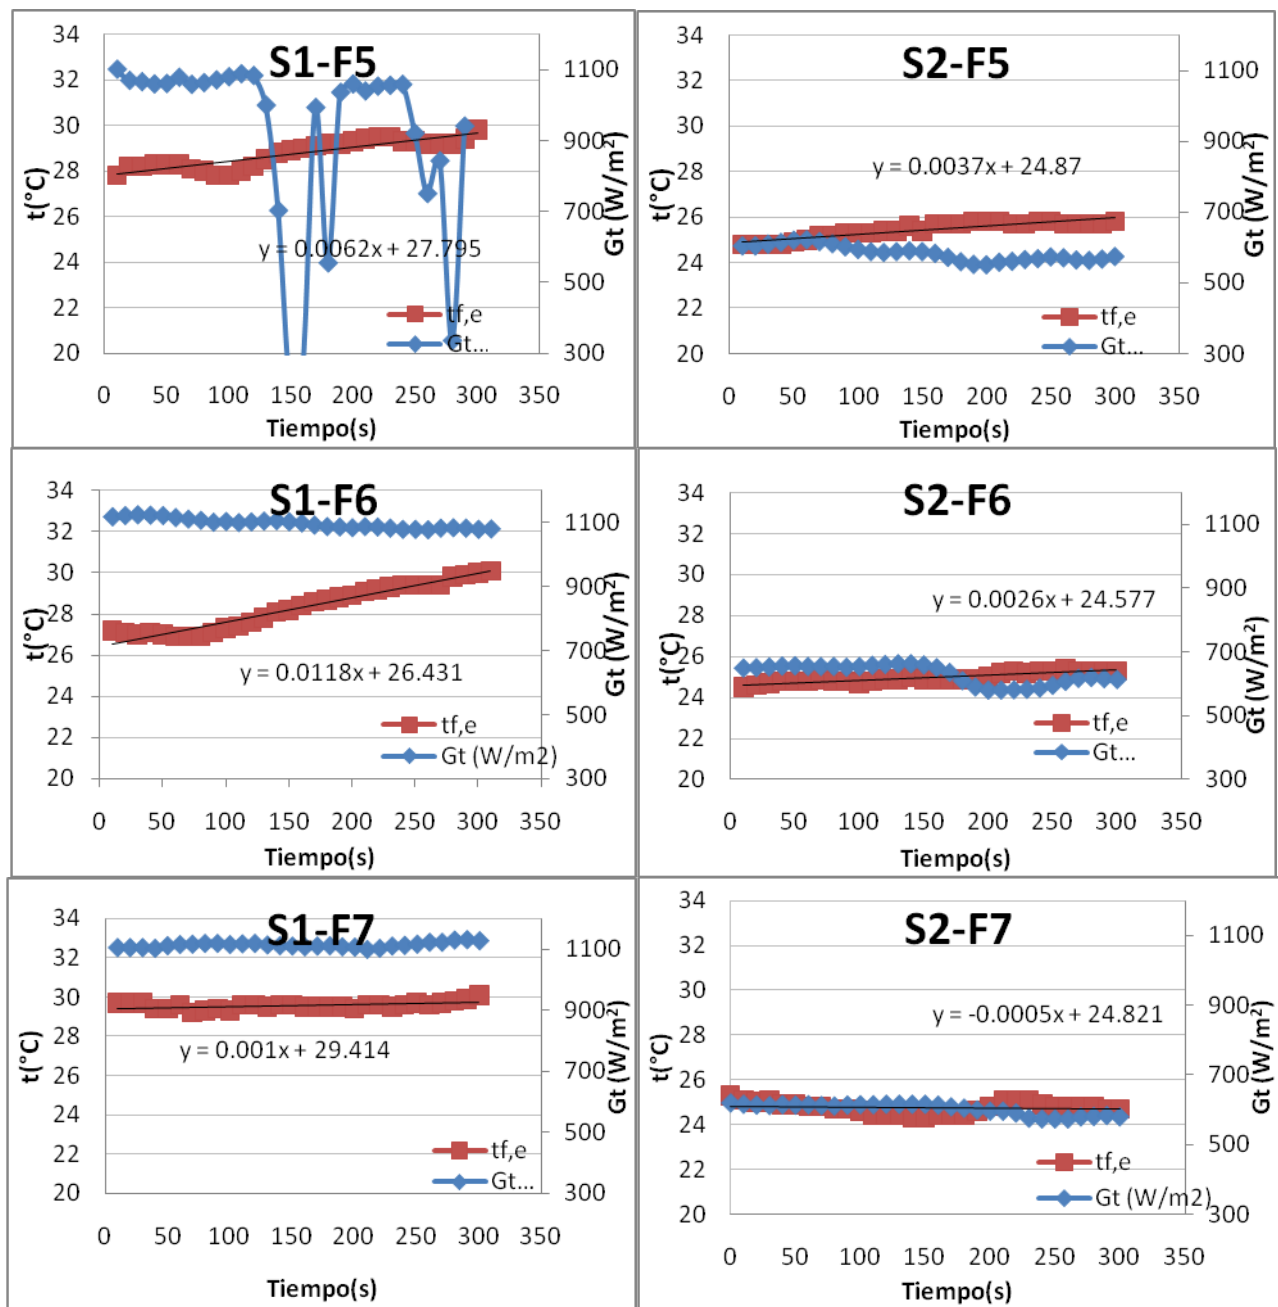 S1-F5
34
32
30
28
26
24
22
20
t(°C)
1100
900
700
500
300
Gt (W/m²)
y = 0.0062x + 27.795
tf,e
Gt...
0 50 100 150 200 250 300 350
Tiempo(s)
S2-F5
34
32
30
28
26
24
22
20
t(°C)
1100
900
700
500
300
Gt (W/m²)
y = 0.0037x + 24.87
tf,e
Gt...
0 50 100 150 200 250 300 350
Tiempo(s)
S1-F6
34
32
30
28
26
24
22
20
t(°C)
1100
900
700
500
300
Gt (W/m²)
y = 0.0118x + 26.431
tf,e
Gt (W/m2)
0 50 100 150 200 250 300 350
Tiempo(s)
S2-F6
34
32
30
28
26
24
22
20
t(°C)
1100
900
700
500
300
Gt (W/m²)
y = 0.0026x + 24.577
tf,e
Gt...
0 50 100 150 200 250 300 350
Tiempo(s)
S1-F7
34
32
30
28
26
24
22
20
t(°C)
1100
900
700
500
300
Gt (W/m²)
y = 0.001x + 29.414
tf,e
Gt...
0 50 100 150 200 250 300 350
Tiempo(s)
S2-F7
34
32
30
28
26
24
22
20
t(°C)
1100
900
700
500
300
Gt (W/m²)
y = -0.0005x + 24.821
tf,e
Gt (W/m2)
0 50 100 150 200 250 300 350
Tiempo(s)